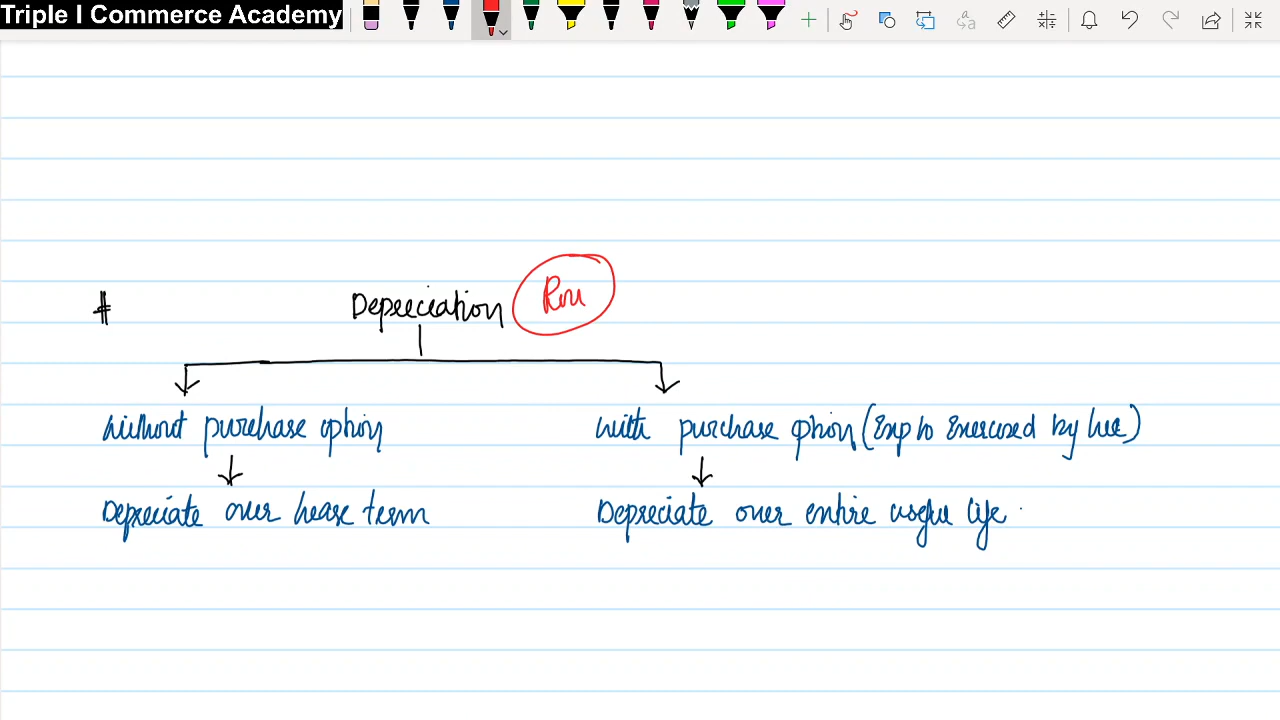 Triple I Commerce Academy
# Depreciation ROU
without purchase option
with purchase option (Exp to Exercised by lee)
Depreciate over lease term
Depreciate over entire useful life